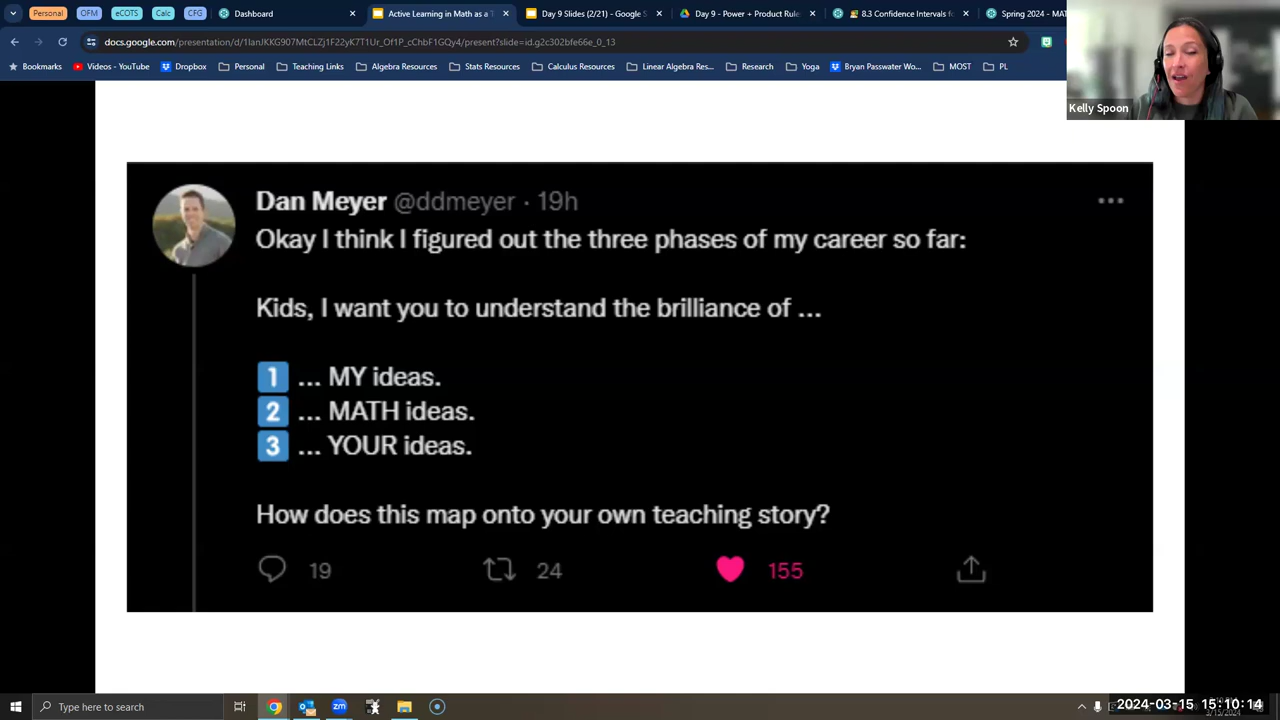 Personal
OFM
eCOTS
Calc
CFG
Dashboard
Active Learning in Math as a T
Day 9 Slides (2/21) - Google S
Day 9 - Power + Product Rule
8.3 Confidence Intervals fo
Spring 2024 - MAT
docs.google.com/presentation/d/1IanJKKG907MtCLZj1F22yK7T1Ur_Of1P_cChbF1GQy4/present?slide=id.g2c302bfe66e_0_13
Bookmarks
Videos - YouTube
Dropbox
Personal
Teaching Links
Algebra Resources
Stats Resources
Calculus Resources
Linear Algebra Res...
Research
Yoga
Bryan Passwater Wo...
MOST
PL
Kelly Spoon
Dan Meyer @ddmeyer · 19h
Okay I think I figured out the three phases of my career so far:
Kids, I want you to understand the brilliance of ...
1 ... MY ideas.
2 ... MATH ideas.
3 ... YOUR ideas.
How does this map onto your own teaching story?
19
24
155
Type here to search
zm
2024-03-15 15:10:14